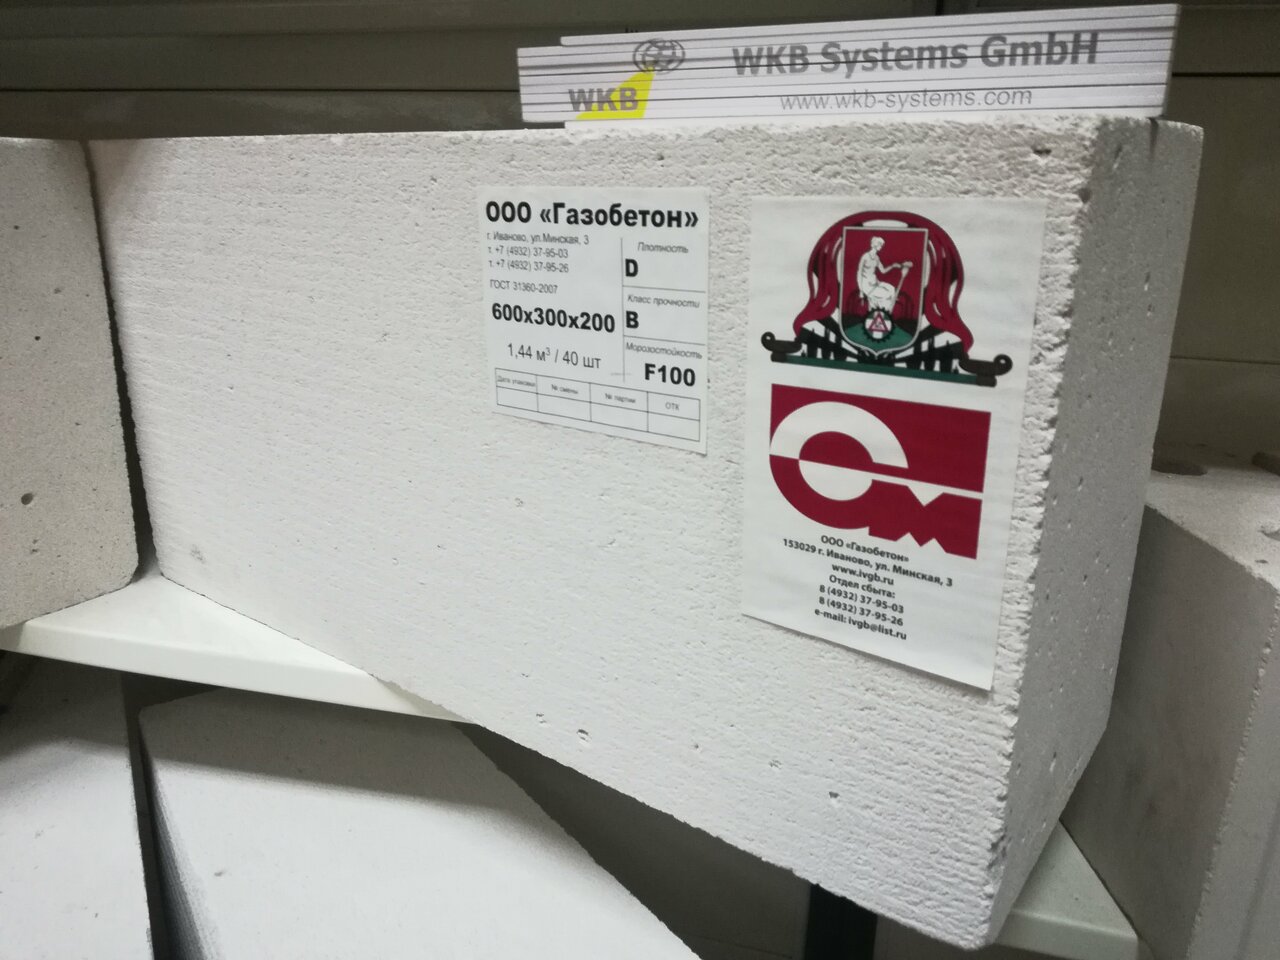 WKB Systems GmbH
WKB
www.wkb-systems.com
ООО «Газобетон»
г. Иваново, ул.Минская, 3
т. +7 (4932) 37-95-03
т. +7 (4932) 37-95-26
ГОСТ 31360-2007
600х300х200
1,44 м³ / 40 шт
Плотность
D
Класс прочности
B
Морозостойкость
F100
Дата упаковки
№ смены
№ партии
ОТК
ООО «Газобетон»
153029 г. Иваново, ул. Минская, 3
www.ivgb.ru
Отдел сбыта:
8 (4932) 37-95-03
8 (4932) 37-95-26
e-mail: ivgb@list.ru